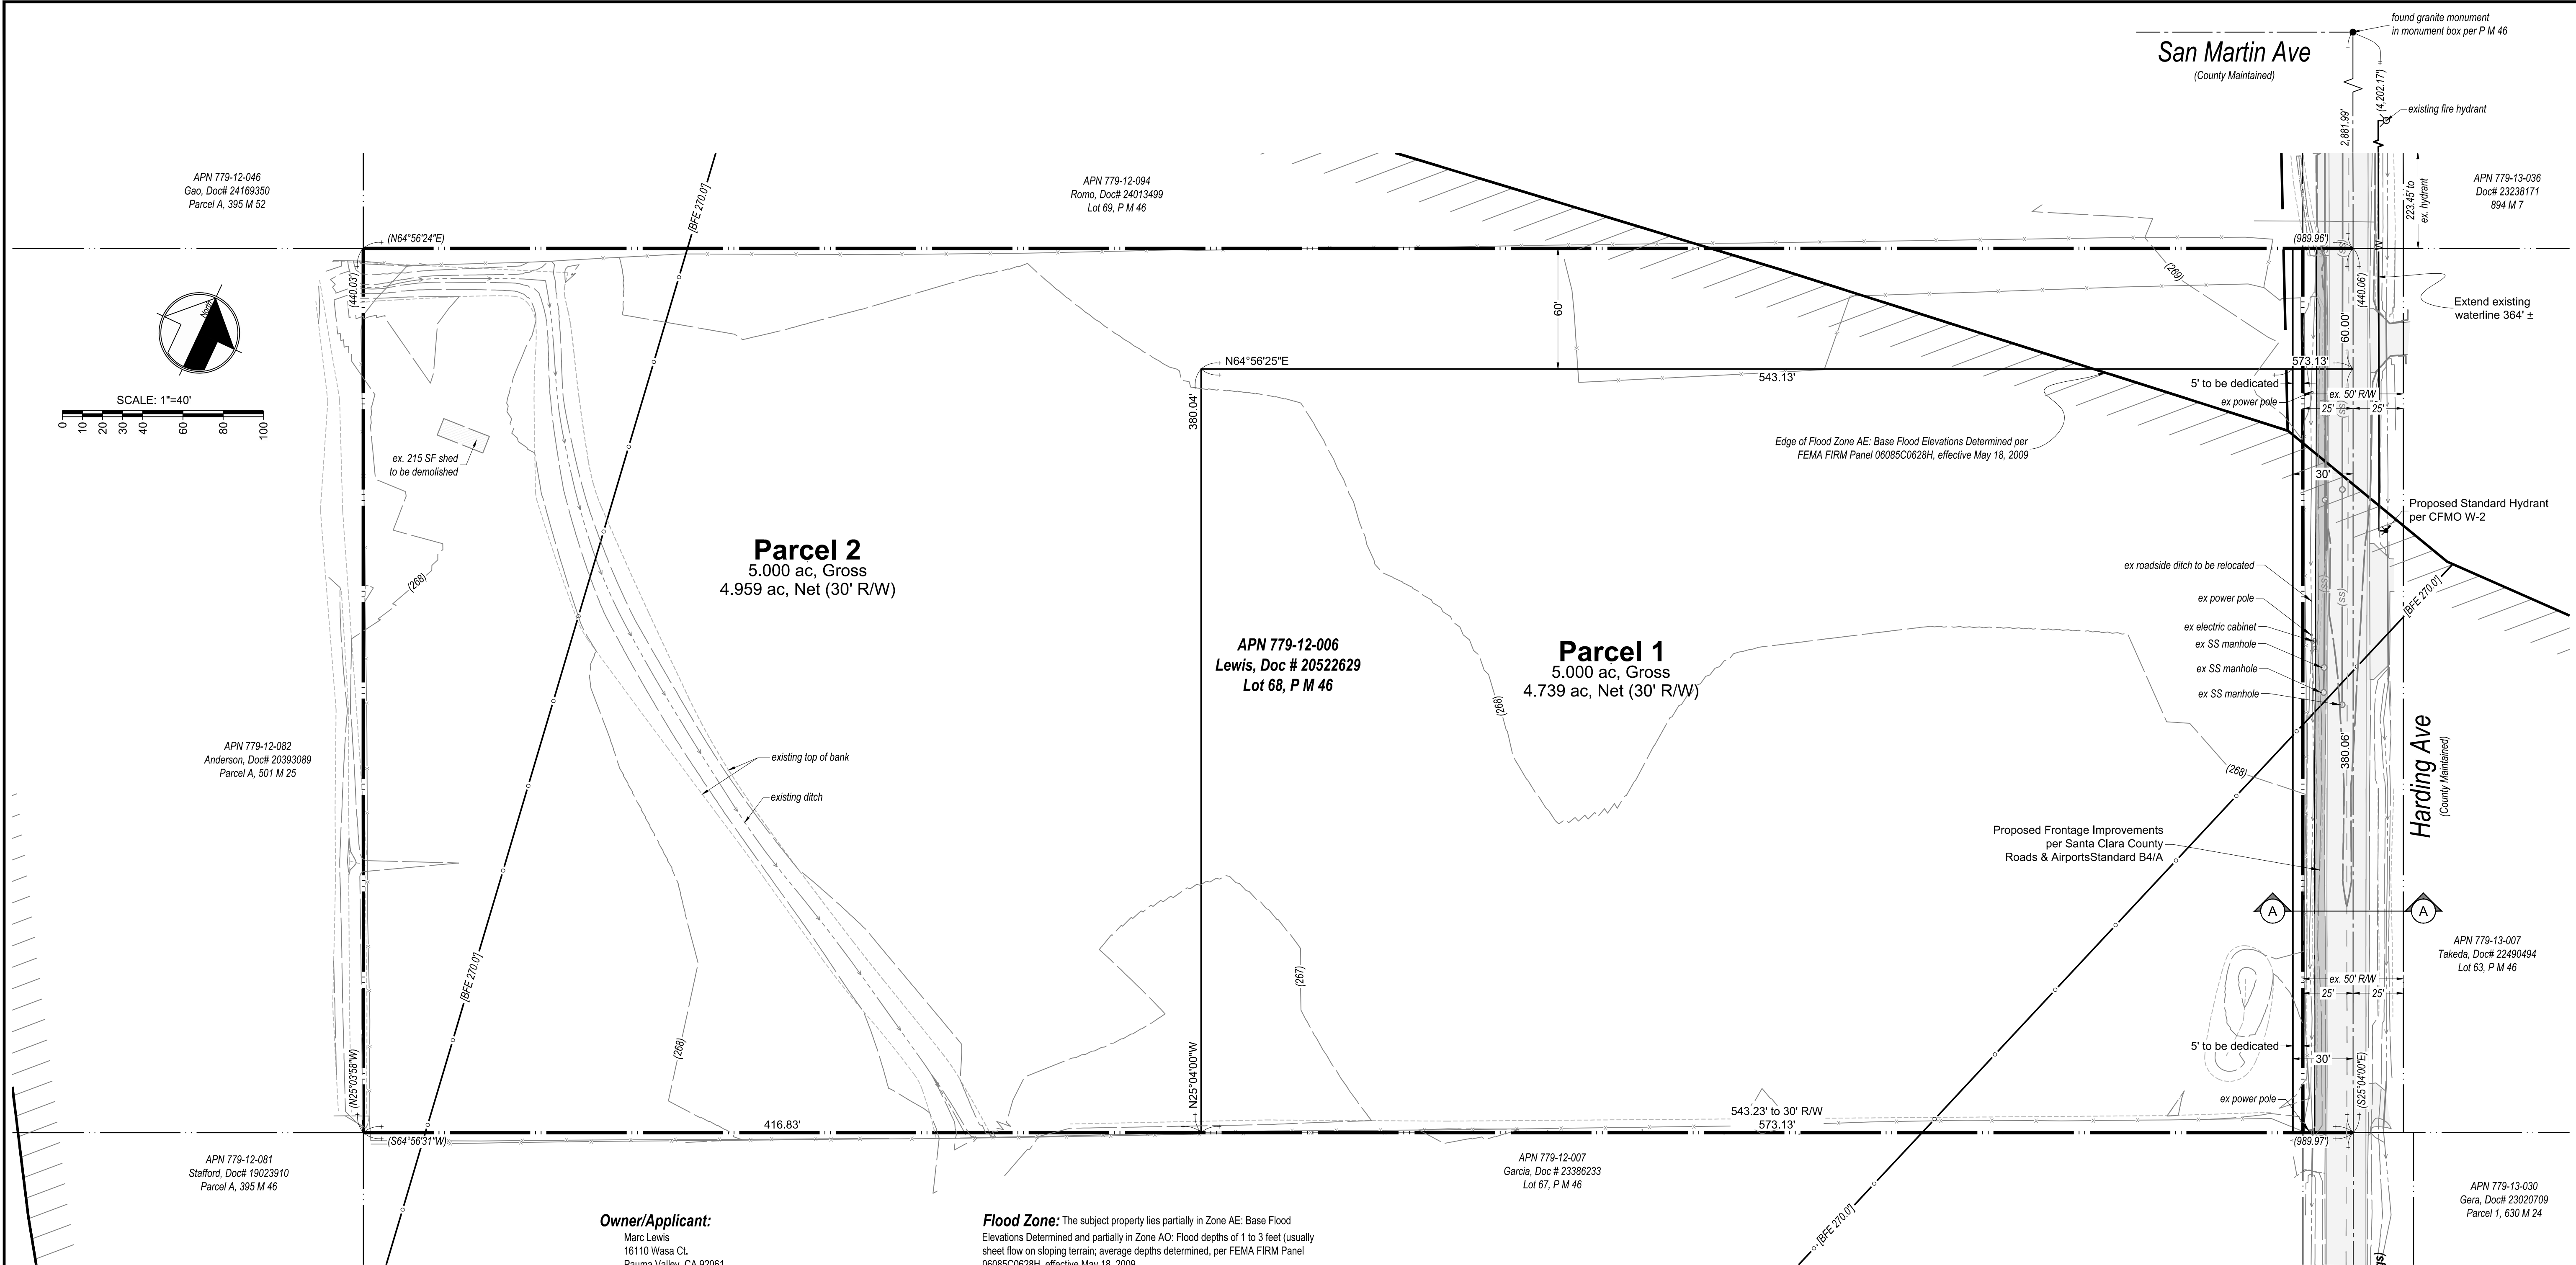 found granite monument
in monument box per P M 46
San Martin Ave
(County Maintained)
2,881.99'
(4,202.17')
existing fire hydrant
APN 779-12-046
Gao, Doc# 24169350
Parcel A, 395 M 52
[BFE 270.0']
APN 779-12-094
Romo, Doc# 24013499
Lot 69, P M 46
223.45' to
ex. hydrant
APN 779-13-036
Doc# 23238171
894 M 7
(N64°56'24"E)
(989.96')
(ss)
W
(440.03')
North
(269)
(440.06')
60'
60.00'
Extend existing
waterline 364' ±
SCALE: 1"=40'
0 10 20 30 40 60 80 100
N64°56'25"E
543.13'
573.13'
5' to be dedicated
ex. 50' R/W
ex power pole
25' 25'
(ss)
380.04'
ex. 215 SF shed
to be demolished
Edge of Flood Zone AE: Base Flood Elevations Determined per
FEMA FIRM Panel 06085C0628H, effective May 18, 2009
30'
Proposed Standard Hydrant
per CFMO W-2
Parcel 2
5.000 ac, Gross
4.959 ac, Net (30' R/W)
(268)
ex roadside ditch to be relocated
(ss)
(ss)
ex power pole
[BFE 270.0']
ex electric cabinet
ex SS manhole
ex SS manhole
ex SS manhole
APN 779-12-006
Lewis, Doc # 20522629
Lot 68, P M 46
Parcel 1
5.000 ac, Gross
4.739 ac, Net (30' R/W)
(268)
380.06'
(268)
Harding Ave
(County Maintained)
APN 779-12-082
Anderson, Doc# 20393089
Parcel A, 501 M 25
existing top of bank
existing ditch
Proposed Frontage Improvements
per Santa Clara County
Roads & AirportsStandard B4/A
A A
APN 779-13-007
Takeda, Doc# 22490494
Lot 63, P M 46
[BFE 270.0']
(267)
ex. 50' R/W
25' 25'
(268)
5' to be dedicated
30'
(N25°03'58"W)
N25°04'00"W
(S25°04'00"E)
ex power pole
416.83'
543.23' to 30' R/W
573.13'
(S64°56'31"W)
(989.97')
APN 779-12-081
Stafford, Doc# 19023910
Parcel A, 395 M 46
APN 779-12-007
Garcia, Doc # 23386233
Lot 67, P M 46
APN 779-13-030
Gera, Doc# 23020709
Parcel 1, 630 M 24
[BFE 270.0']
Owner/Applicant:
Marc Lewis
16110 Wasa Ct.
Pauma Valley, CA 92061
Flood Zone: The subject property lies partially in Zone AE: Base Flood
Elevations Determined and partially in Zone AO: Flood depths of 1 to 3 feet (usually
sheet flow on sloping terrain; average depths determined, per FEMA FIRM Panel
06085C0628H, effective May 18, 2009